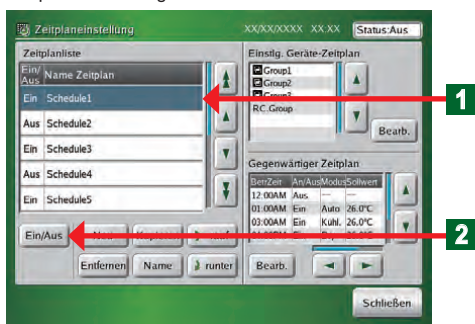 Zeitplaneinstellung XX/XX/XXXX XX:XX Status:Aus
Zeitplanliste
Ein/Aus Name Zeitplan
Ein Schedule1
Aus Schedule2
Ein Schedule3
Aus Schedule4
Ein Schedule5
Einstlg. Geräte-Zeitplan
Group1
Group2
RC.Group
Bearb.
Gegenwärtiger Zeitplan
BetrZeit An/Aus Modus Sollwert
12:00AM Aus --- ---
01:00AM Ein Auto 26.0°C
03:00AM Ein Kühl. 26.0°C
Ein/Aus
Entfernen Name runter
Bearb.
Schließen
1
2